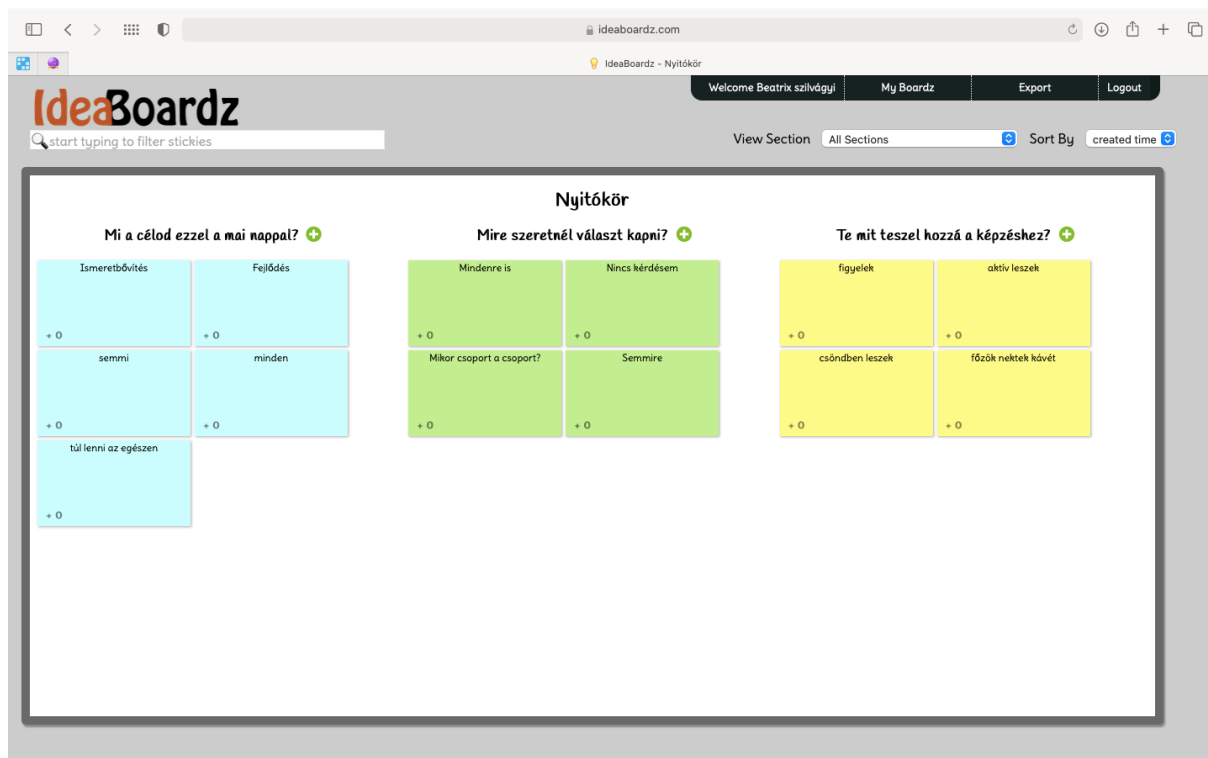 ideaboardz.com
IdeaBoardz - Nyitókör
Welcome Beatrix szilvágyi My Boardz Export Logout
IdeaBoardz
start typing to filter stickies
View Section All Sections Sort By created time
Nyitókör
Mi a célod ezzel a mai nappal?
Ismeretbővítés
+ 0
Fejlődés
+ 0
semmi
+ 0
minden
+ 0
túl lenni az egészen
+ 0
Mire szeretnél választ kapni?
Mindenre is
+ 0
Nincs kérdésem
+ 0
Mikor csoport a csoport?
+ 0
Semmire
+ 0
Te mit teszel hozzá a képzéshez?
figyelek
+ 0
aktív leszek
+ 0
csöndben leszek
+ 0
főzök nektek kávét
+ 0